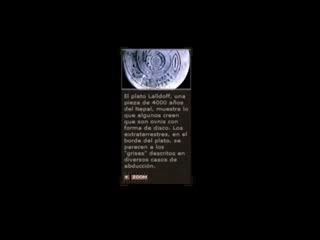 El plato Lalldoff, una
pieza de 4000 años
del Nepal, muestra lo
que algunos creen
que son ovnis con
forma de disco. Los
extraterrestres, en el
borde del plato, se
parecen a los
"grises" descritos en
diversos casos de
abducción.
ZOOM